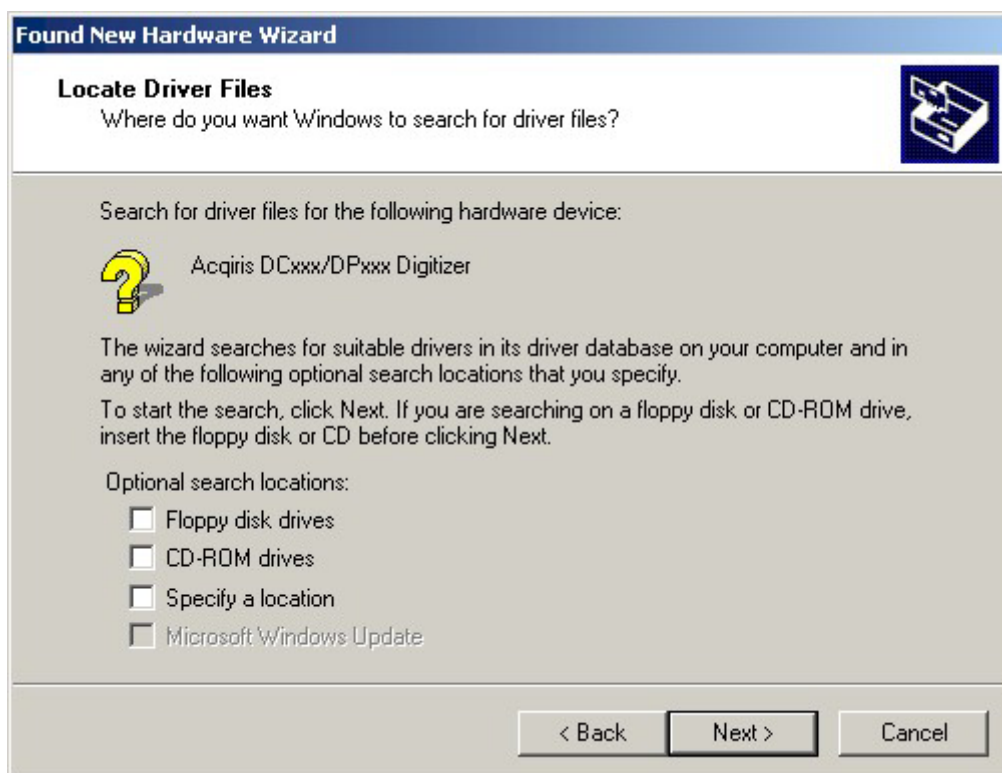 Found New Hardware Wizard
Locate Driver Files
Where do you want Windows to search for driver files?
Search for driver files for the following hardware device:
Acqiris DCxxx/DPxxx Digitizer
The wizard searches for suitable drivers in its driver database on your computer and in
any of the following optional search locations that you specify.
To start the search, click Next. If you are searching on a floppy disk or CD-ROM drive,
insert the floppy disk or CD before clicking Next.
Optional search locations:
Floppy disk drives
CD-ROM drives
Specify a location
Microsoft Windows Update
< Back Next > Cancel